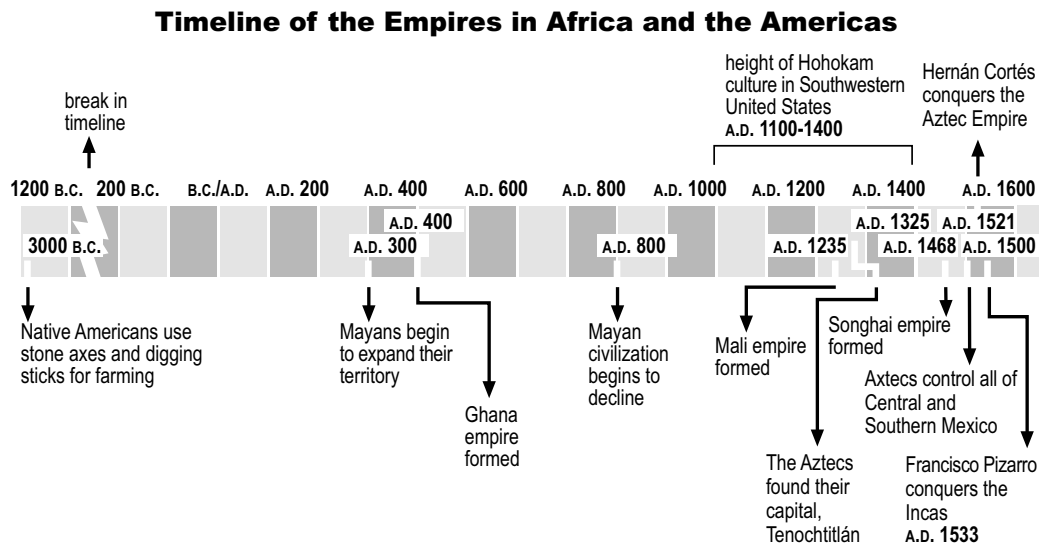 Timeline of the Empires in Africa and the Americas
break in
timeline
height of Hohokam
culture in Southwestern
United States
A.D. 1100-1400
Hernán Cortés
conquers the
Aztec Empire
1200 B.C. 200 B.C. B.C./A.D. A.D. 200 A.D. 400 A.D. 600 A.D. 800 A.D. 1000 A.D. 1200 A.D. 1400 A.D. 1600
A.D. 400 A.D. 1325 A.D. 1521
3000 B.C. A.D. 300 A.D. 800 A.D. 1235 A.D. 1468 A.D. 1500
Native Americans use
stone axes and digging
sticks for farming
Mayans begin
to expand their
territory
Ghana
empire
formed
Mayan
civilization
begins to
decline
Mali empire
formed
The Aztecs
found their
capital,
Tenochtitlán
Songhai empire
formed
Axtecs control all of
Central and
Southern Mexico
Francisco Pizarro
conquers the
Incas
A.D. 1533